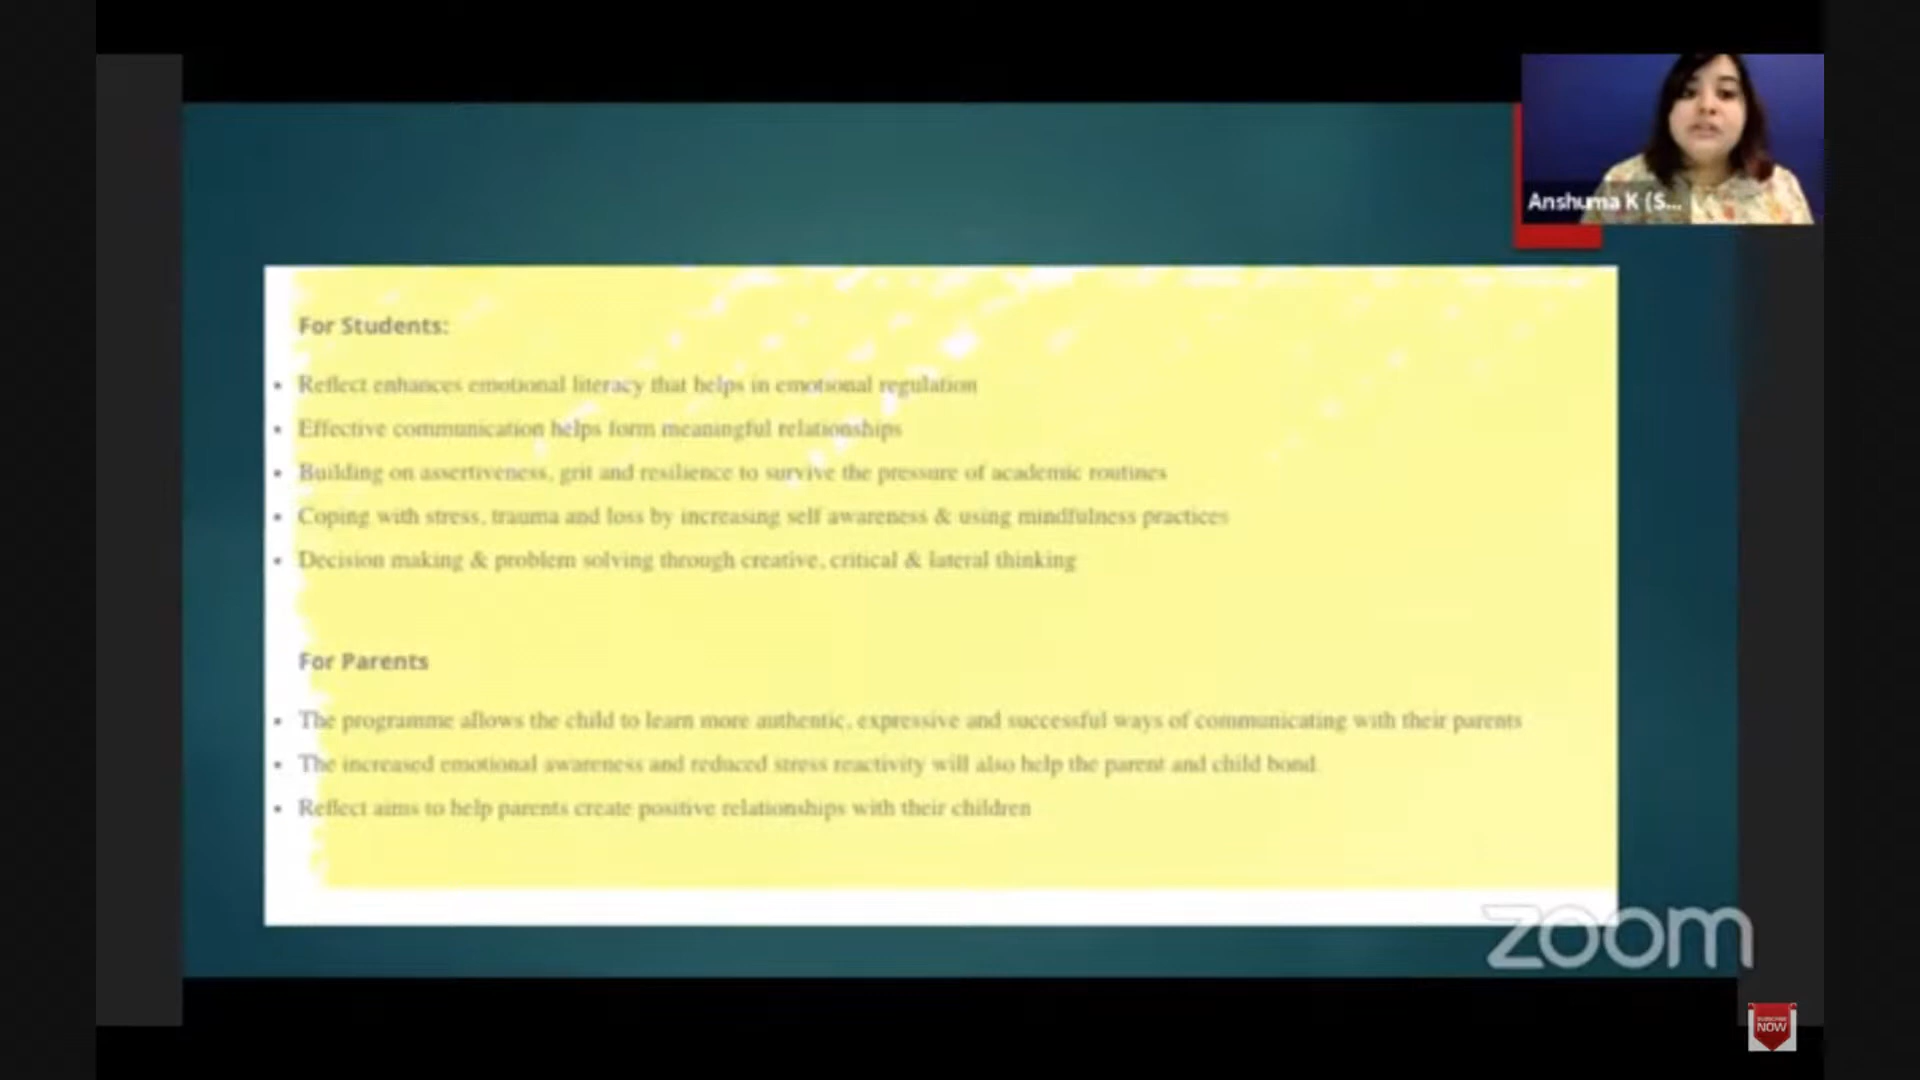 Anshuma K (S...
For Students:
• Reflect enhances emotional literacy that helps in emotional regulation
• Effective communication helps form meaningful relationships
• Building on assertiveness, grit and resilience to survive the pressure of academic routines
• Coping with stress, trauma and loss by increasing self awareness & using mindfulness practices
• Decision making & problem solving through creative, critical & lateral thinking
For Parents
• The programme allows the child to learn more authentic, expressive and successful ways of communicating with their parents
• The increased emotional awareness and reduced stress reactivity will also help the parent and child bond.
• Reflect aims to help parents create positive relationships with their children
zoom
SUBSCRIBE
NOW